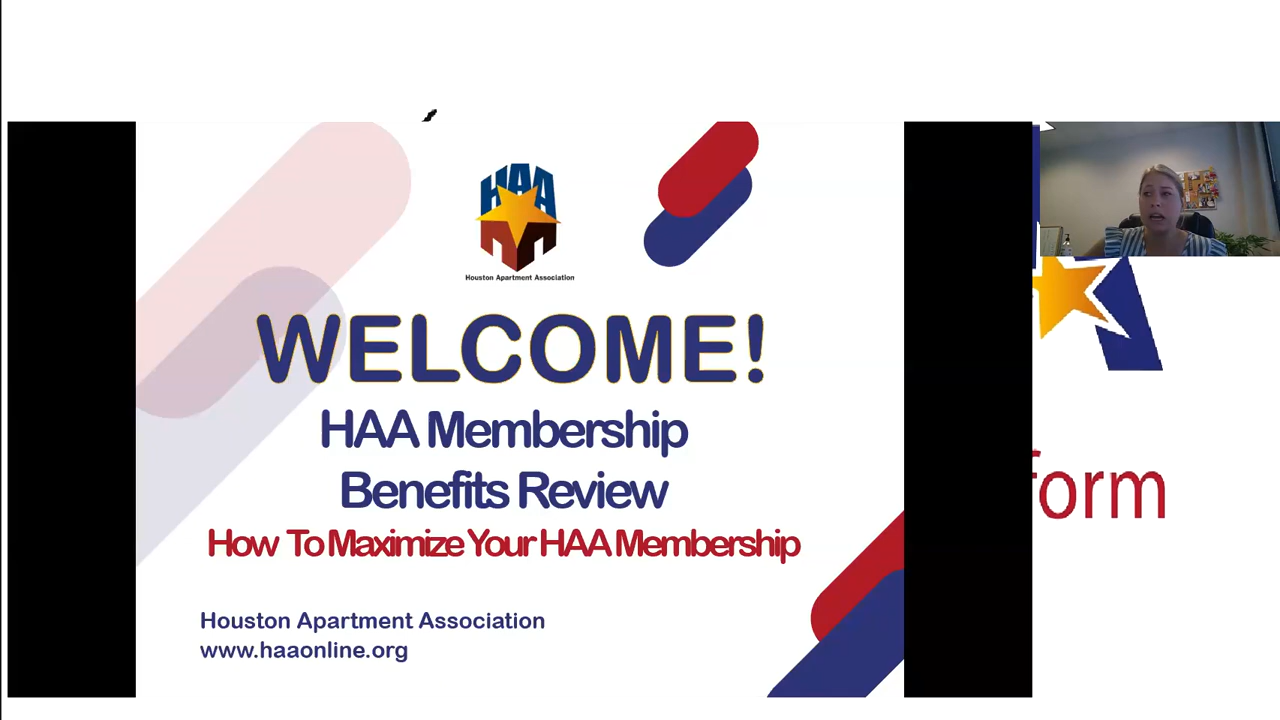 HAA
Houston Apartment Association
WELCOME!
HAA Membership
Benefits Review
How To Maximize Your HAA Membership
Houston Apartment Association
www.haaonline.org
form